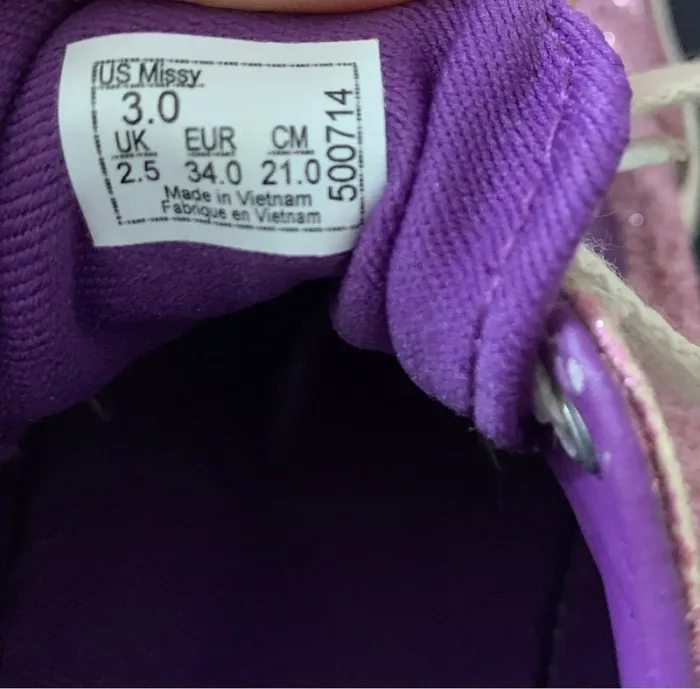 US Missy
3.0
UK EUR CM
2.5 34.0 21.0
Made in Vietnam
Fabrique en Vietnam
500714